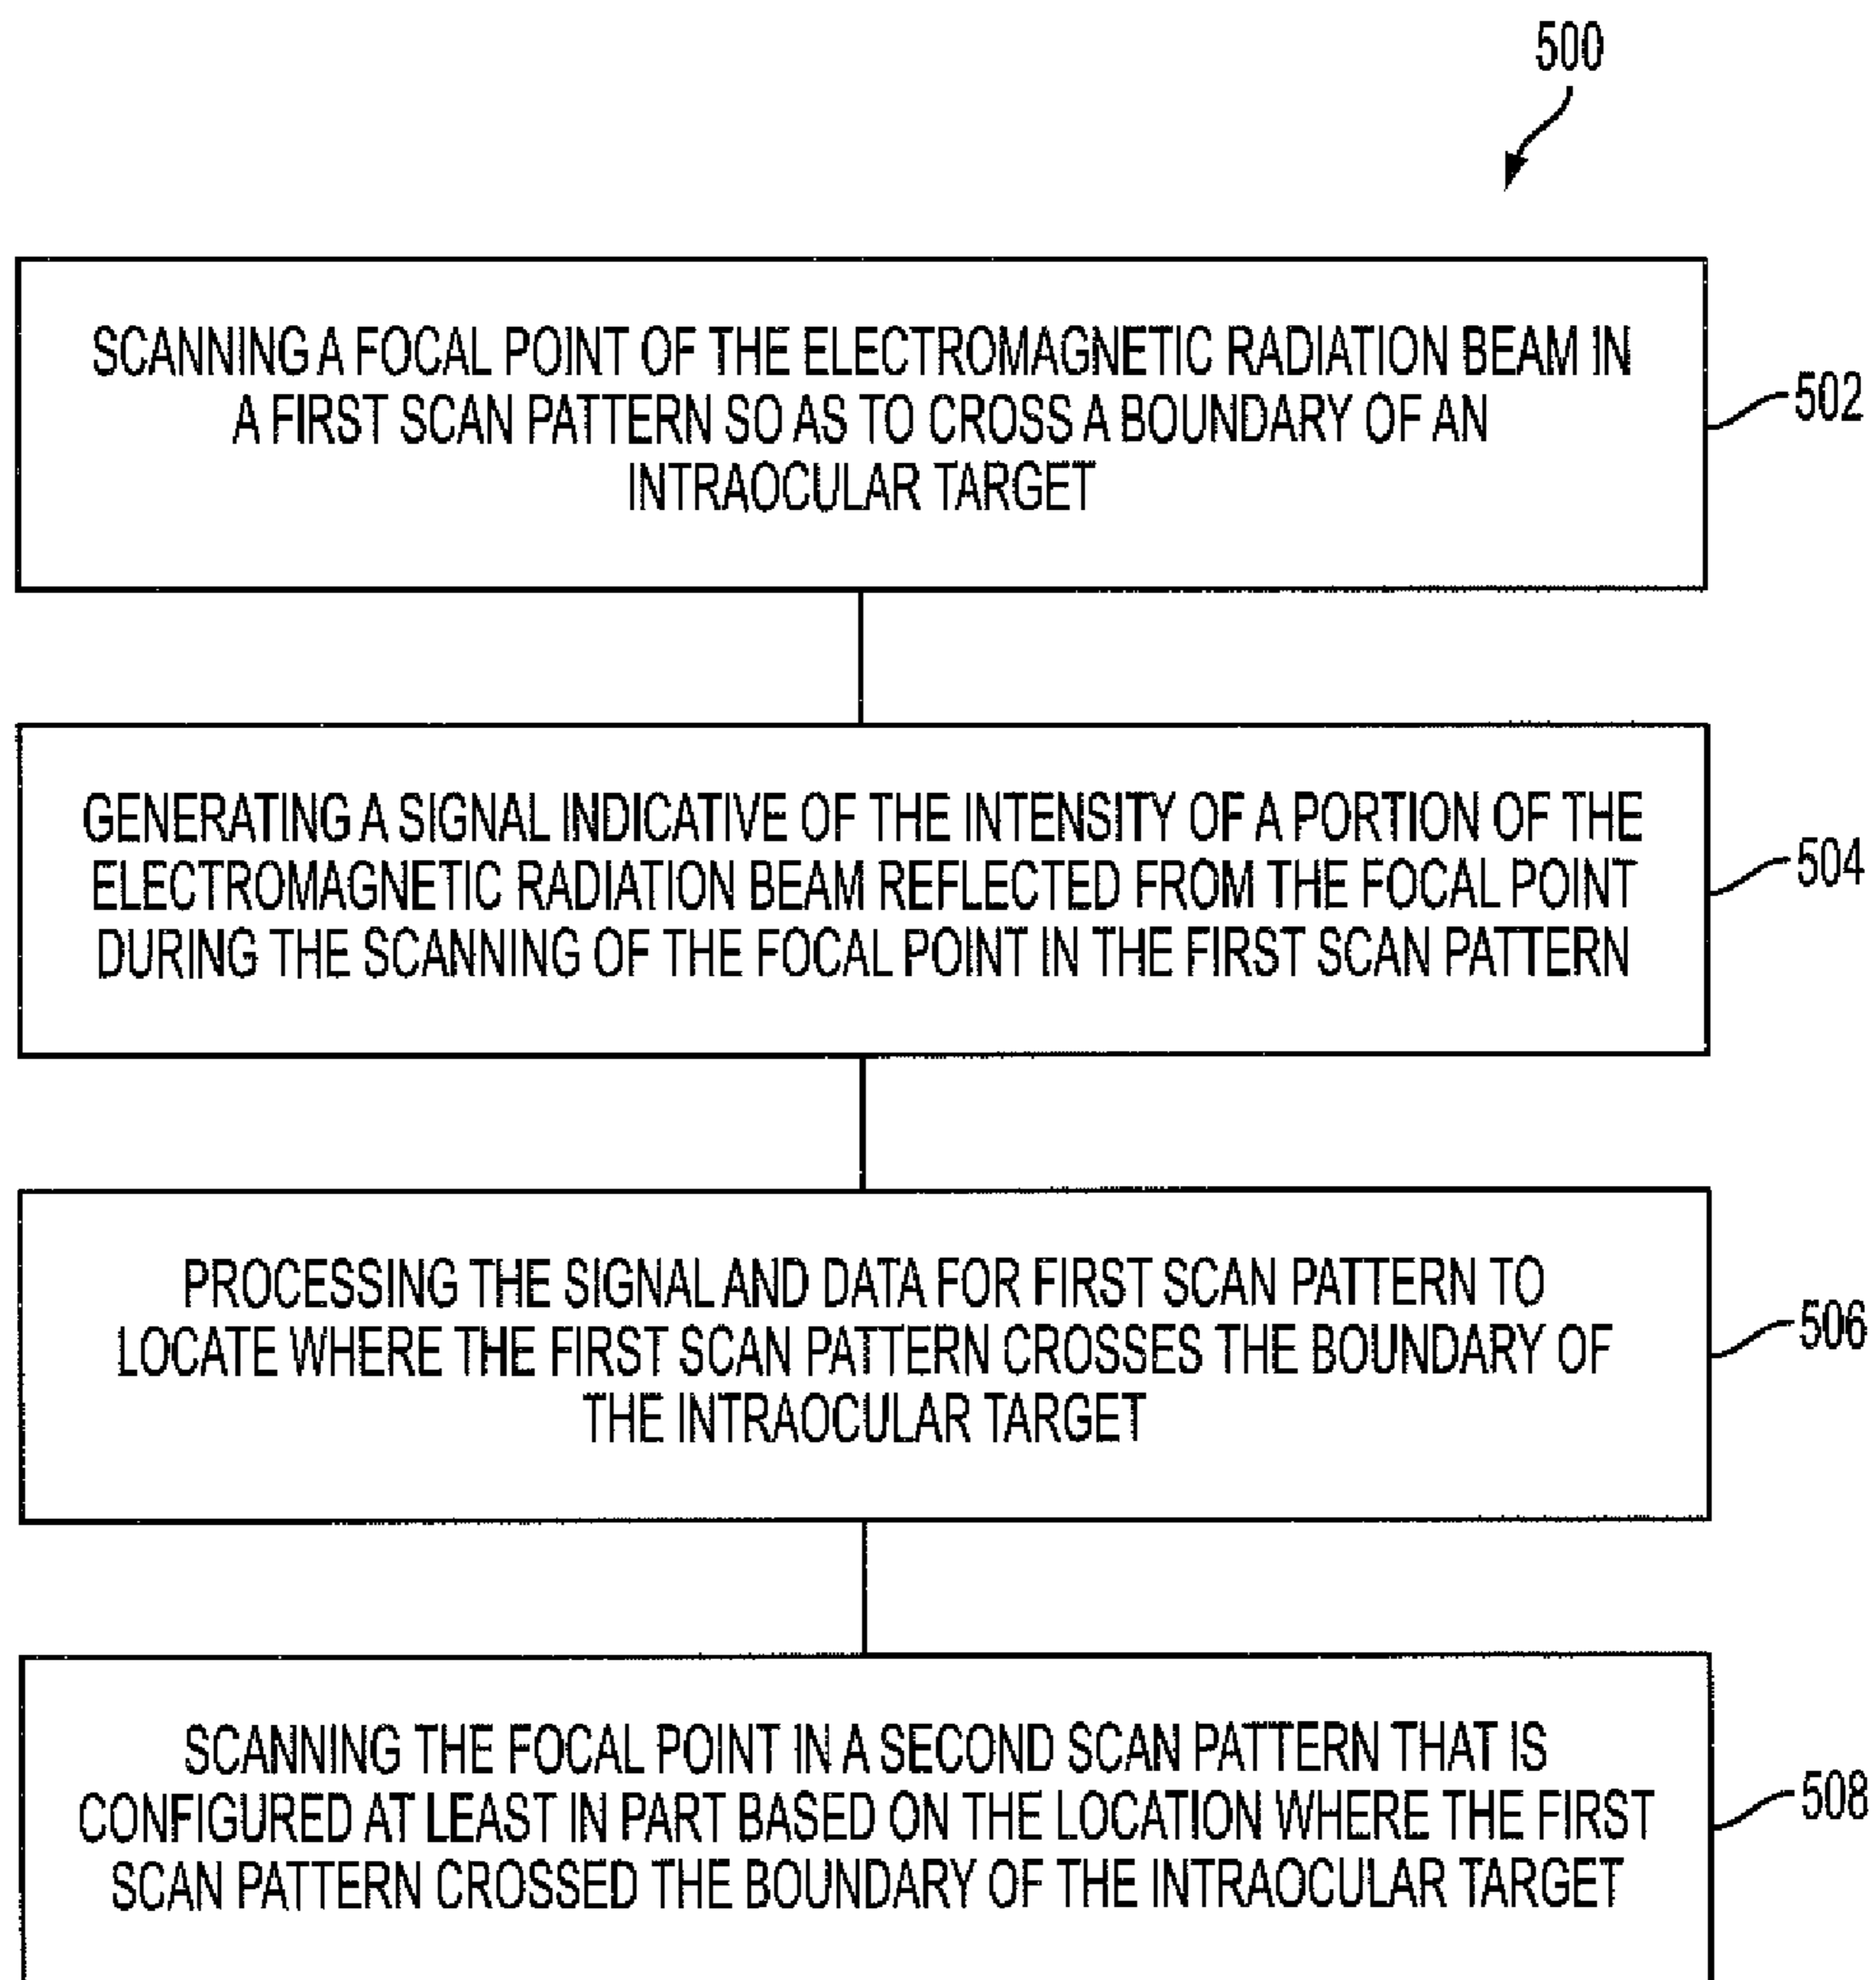 500
SCANNING A FOCAL POINT OF THE ELECTROMAGNETIC RADIATION BEAM IN
A FIRST SCAN PATTERN SO AS TO CROSS A BOUNDARY OF AN
INTRAOCULAR TARGET
502
GENERATING A SIGNAL INDICATIVE OF THE INTENSITY OF A PORTION OF THE
ELECTROMAGNETIC RADIATION BEAM REFLECTED FROM THE FOCAL POINT
DURING THE SCANNING OF THE FOCAL POINT IN THE FIRST SCAN PATTERN
504
PROCESSING THE SIGNAL AND DATA FOR FIRST SCAN PATTERN TO
LOCATE WHERE THE FIRST SCAN PATTERN CROSSES THE BOUNDARY OF
THE INTRAOCULAR TARGET
506
SCANNING THE FOCAL POINT IN A SECOND SCAN PATTERN THAT IS
CONFIGURED AT LEAST IN PART BASED ON THE LOCATION WHERE THE FIRST
SCAN PATTERN CROSSED THE BOUNDARY OF THE INTRAOCULAR TARGET
508